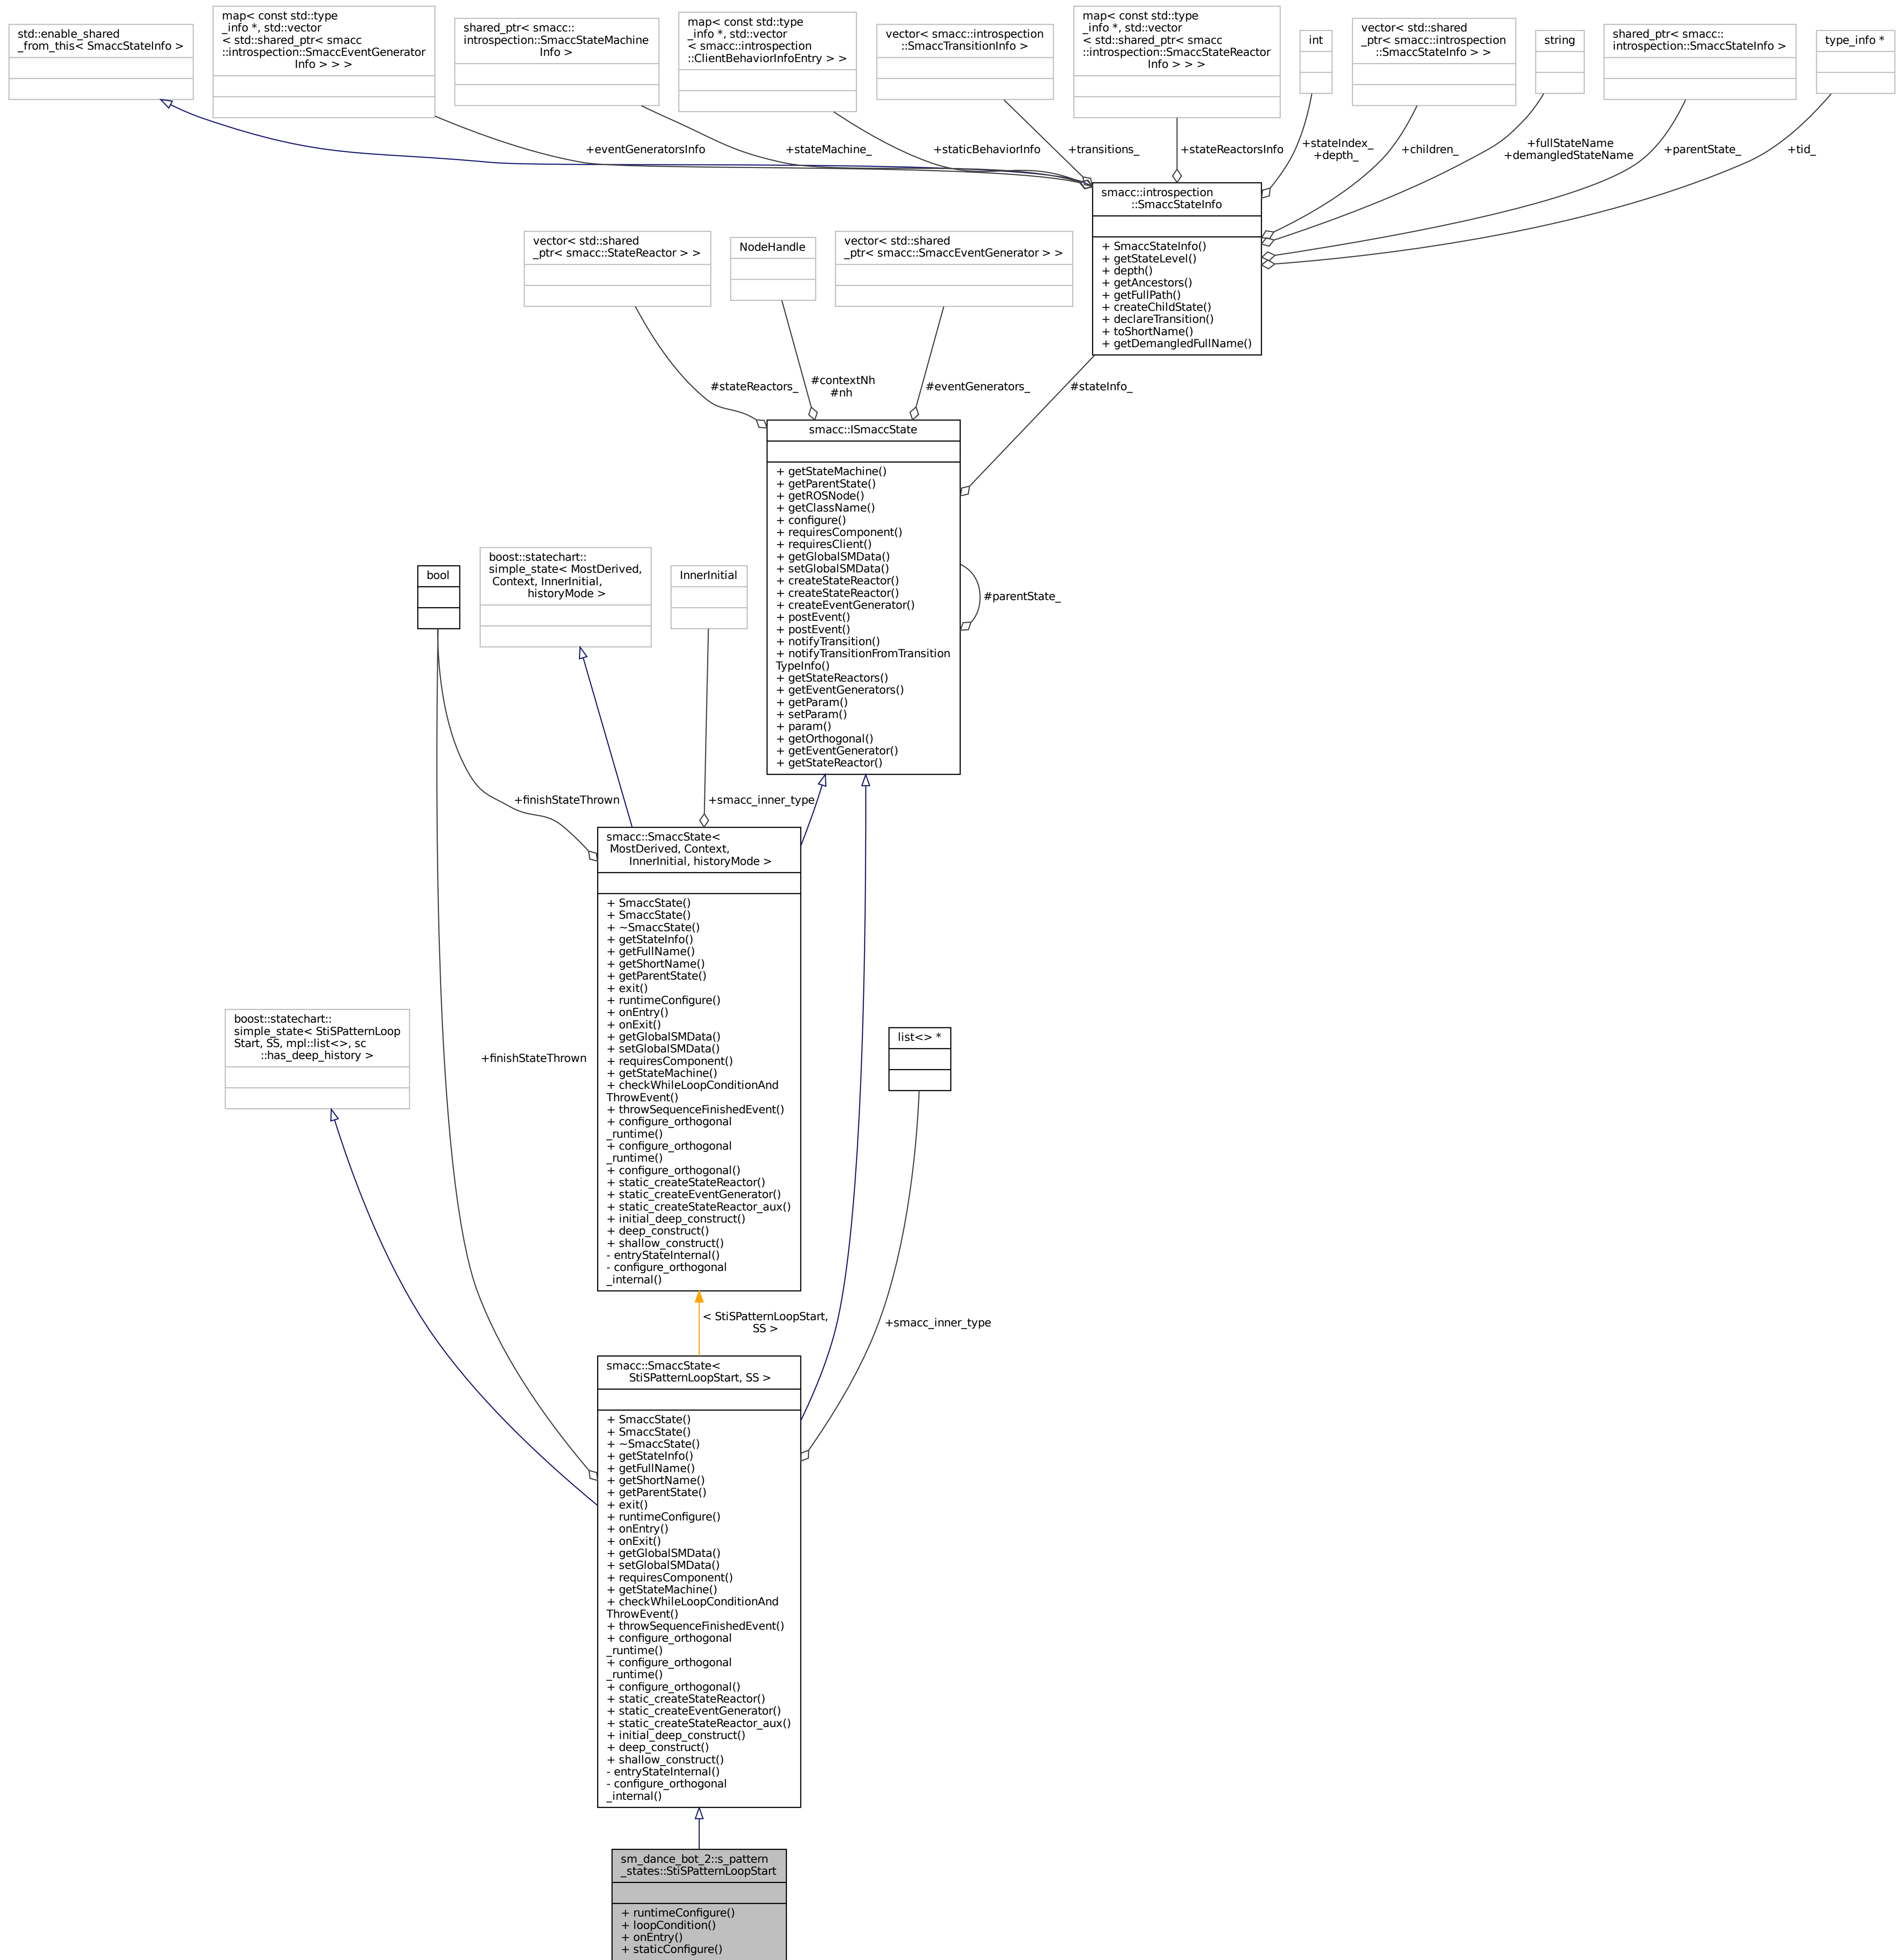 std::enable_shared
_from_this< SmaccStateInfo >
map< const std::type
_info *, std::vector
< std::shared_ptr< smacc
::introspection::SmaccEventGenerator
Info > > >
shared_ptr< smacc::
introspection::SmaccStateMachine
Info >
map< const std::type
_info *, std::vector
< smacc::introspection
::ClientBehaviorInfoEntry > >
vector< smacc::introspection
::SmaccTransitionInfo >
map< const std::type
_info *, std::vector
< std::shared_ptr< smacc
::introspection::SmaccStateReactor
Info > > >
int
vector< std::shared
_ptr< smacc::introspection
::SmaccStateInfo > >
string
shared_ptr< smacc::
introspection::SmaccStateInfo >
type_info *
+eventGeneratorsInfo
+stateMachine_
+staticBehaviorInfo
+transitions_
+stateReactorsInfo
+stateIndex_
+depth_
+children_
+fullStateName
+demangledStateName
+parentState_
+tid_
smacc::introspection
::SmaccStateInfo
+ SmaccStateInfo()
+ getStateLevel()
+ depth()
+ getAncestors()
+ getFullPath()
+ createChildState()
+ declareTransition()
+ toShortName()
+ getDemangledFullName()
vector< std::shared
_ptr< smacc::StateReactor > >
NodeHandle
vector< std::shared
_ptr< smacc::SmaccEventGenerator > >
#stateReactors_
#contextNh
#nh
#eventGenerators_
#stateInfo_
smacc::ISmaccState
+ getStateMachine()
+ getParentState()
+ getROSNode()
+ getClassName()
+ configure()
+ requiresComponent()
+ requiresClient()
+ getGlobalSMData()
+ setGlobalSMData()
+ createStateReactor()
+ createStateReactor()
+ createEventGenerator()
+ postEvent()
+ postEvent()
+ notifyTransition()
+ notifyTransitionFromTransition
TypeInfo()
+ getStateReactors()
+ getEventGenerators()
+ getParam()
+ setParam()
+ param()
+ getOrthogonal()
+ getEventGenerator()
+ getStateReactor()
#parentState_
bool
boost::statechart::
simple_state< MostDerived,
Context, InnerInitial,
historyMode >
InnerInitial
+finishStateThrown
+smacc_inner_type
smacc::SmaccState<
MostDerived, Context,
InnerInitial, historyMode >
+ SmaccState()
+ SmaccState()
+ ~SmaccState()
+ getStateInfo()
+ getFullName()
+ getShortName()
+ getParentState()
+ exit()
+ runtimeConfigure()
+ onEntry()
+ onExit()
+ getGlobalSMData()
+ setGlobalSMData()
+ requiresComponent()
+ getStateMachine()
+ checkWhileLoopConditionAnd
ThrowEvent()
+ throwSequenceFinishedEvent()
+ configure_orthogonal
_runtime()
+ configure_orthogonal
_runtime()
+ configure_orthogonal()
+ static_createStateReactor()
+ static_createEventGenerator()
+ static_createStateReactor_aux()
+ initial_deep_construct()
+ deep_construct()
+ shallow_construct()
- entryStateInternal()
- configure_orthogonal
_internal()
boost::statechart::
simple_state< StiSPatternLoop
Start, SS, mpl::list<>, sc
::has_deep_history >
+finishStateThrown
list<> *
< StiSPatternLoopStart,
SS >
+smacc_inner_type
smacc::SmaccState<
StiSPatternLoopStart, SS >
+ SmaccState()
+ SmaccState()
+ ~SmaccState()
+ getStateInfo()
+ getFullName()
+ getShortName()
+ getParentState()
+ exit()
+ runtimeConfigure()
+ onEntry()
+ onExit()
+ getGlobalSMData()
+ setGlobalSMData()
+ requiresComponent()
+ getStateMachine()
+ checkWhileLoopConditionAnd
ThrowEvent()
+ throwSequenceFinishedEvent()
+ configure_orthogonal
_runtime()
+ configure_orthogonal
_runtime()
+ configure_orthogonal()
+ static_createStateReactor()
+ static_createEventGenerator()
+ static_createStateReactor_aux()
+ initial_deep_construct()
+ deep_construct()
+ shallow_construct()
- entryStateInternal()
- configure_orthogonal
_internal()
sm_dance_bot_2::s_pattern
_states::StiSPatternLoopStart
+ runtimeConfigure()
+ loopCondition()
+ onEntry()
+ staticConfigure()